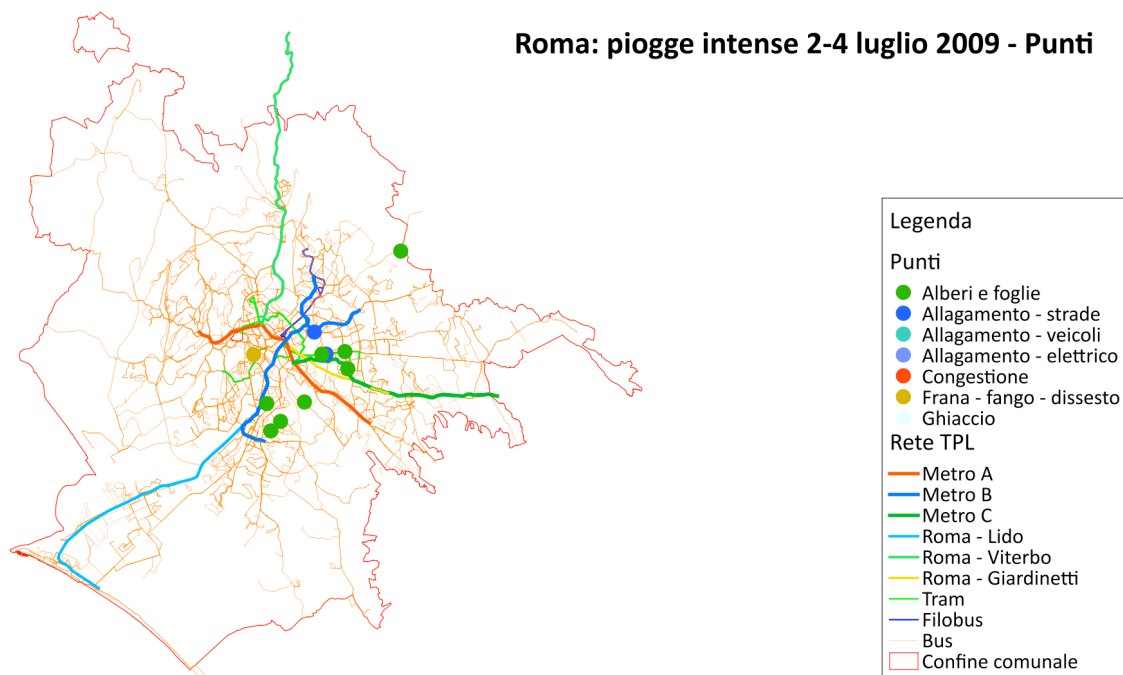 Roma: piogge intense 2-4 luglio 2009 - Punti
Legenda
Punti
Alberi e foglie
Allagamento - strade
Allagamento - veicoli
Allagamento - elettrico
Congestione
Frana - fango - dissesto
Ghiaccio
Rete TPL
Metro A
Metro B
Metro C
Roma - Lido
Roma - Viterbo
Roma - Giardinetti
Tram
Filobus
Bus
Confine comunale